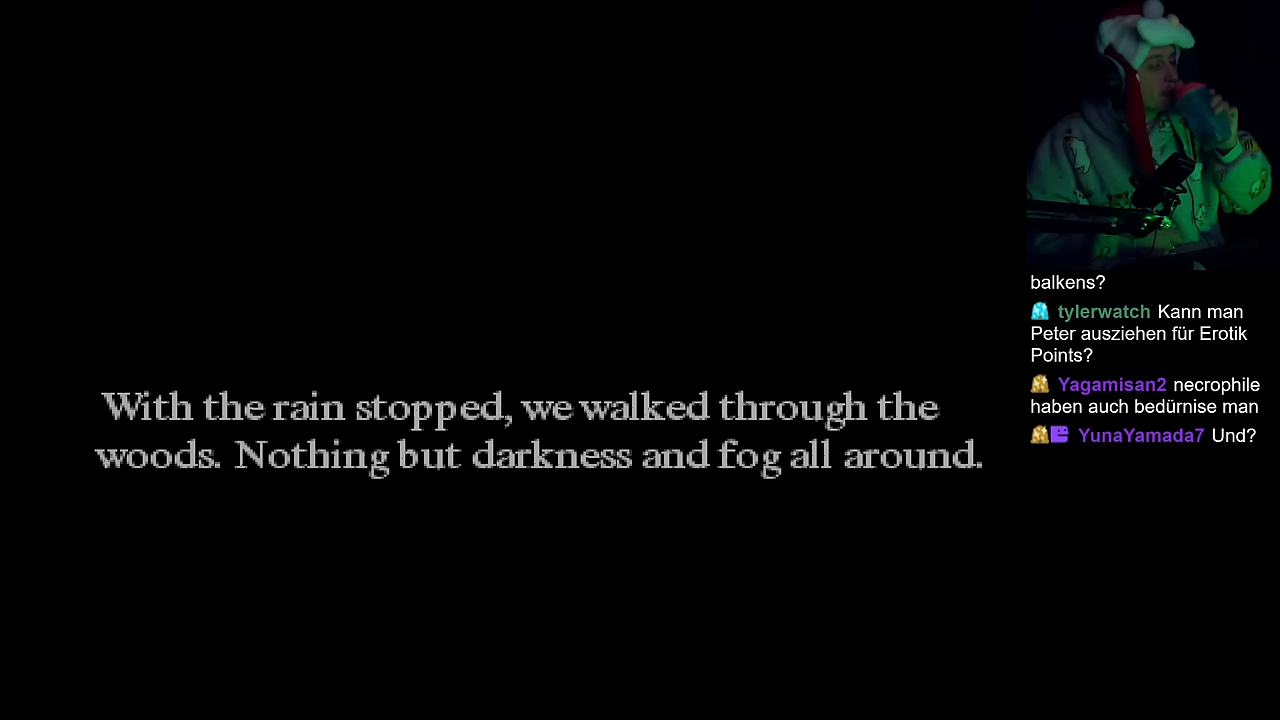 With the rain stopped, we walked through the
woods. Nothing but darkness and fog all around.
balkens?
tylerwatch Kann man
Peter ausziehen für Erotik
Points?
Yagamisan2 necrophile
haben auch bedürnise man
YunaYamada7 Und?